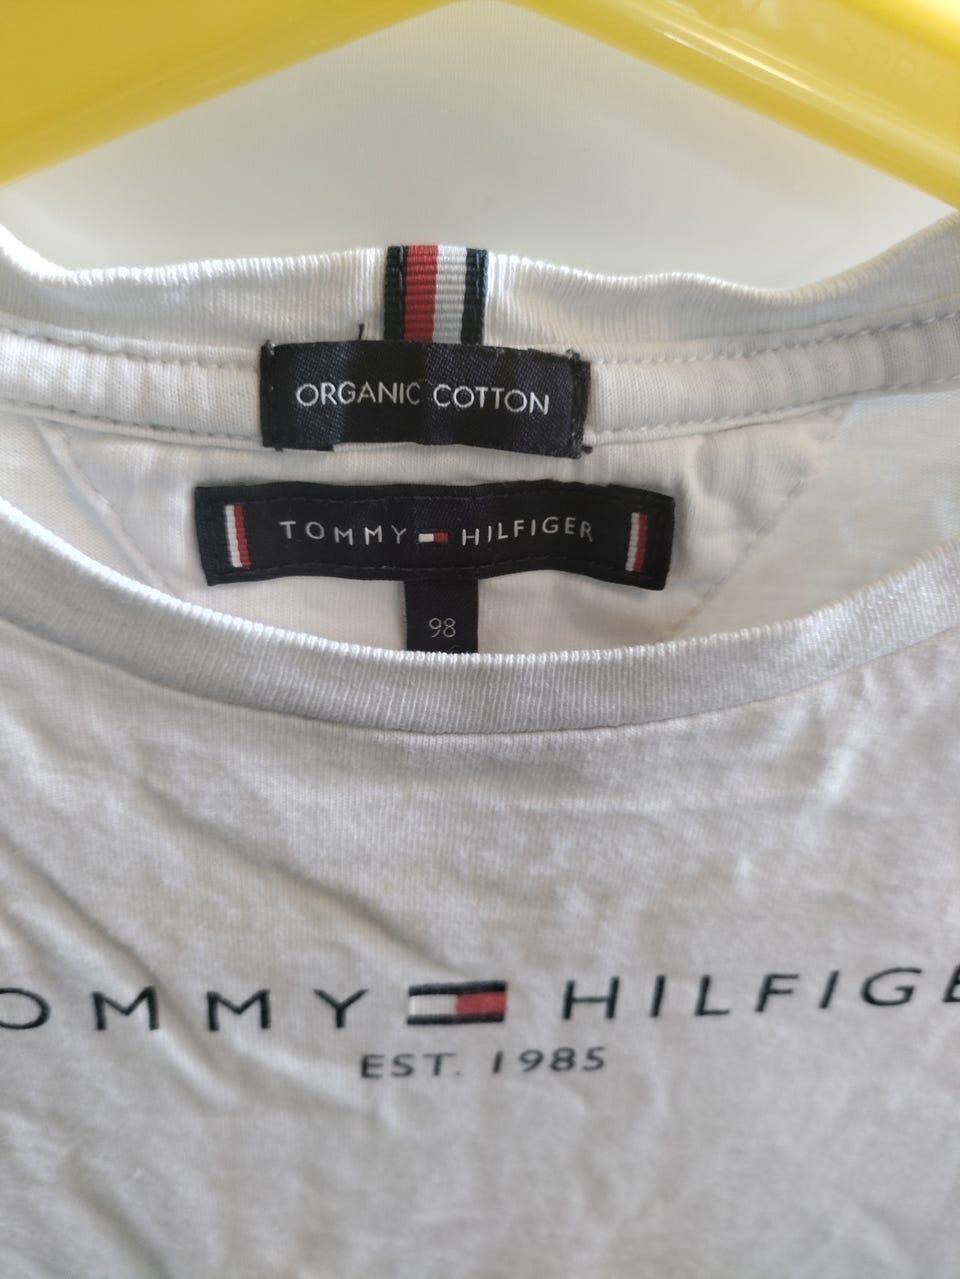 ORGANIC COTTON
TOMMY HILFIGER
98
OMMY HILFIGE
EST. 1985